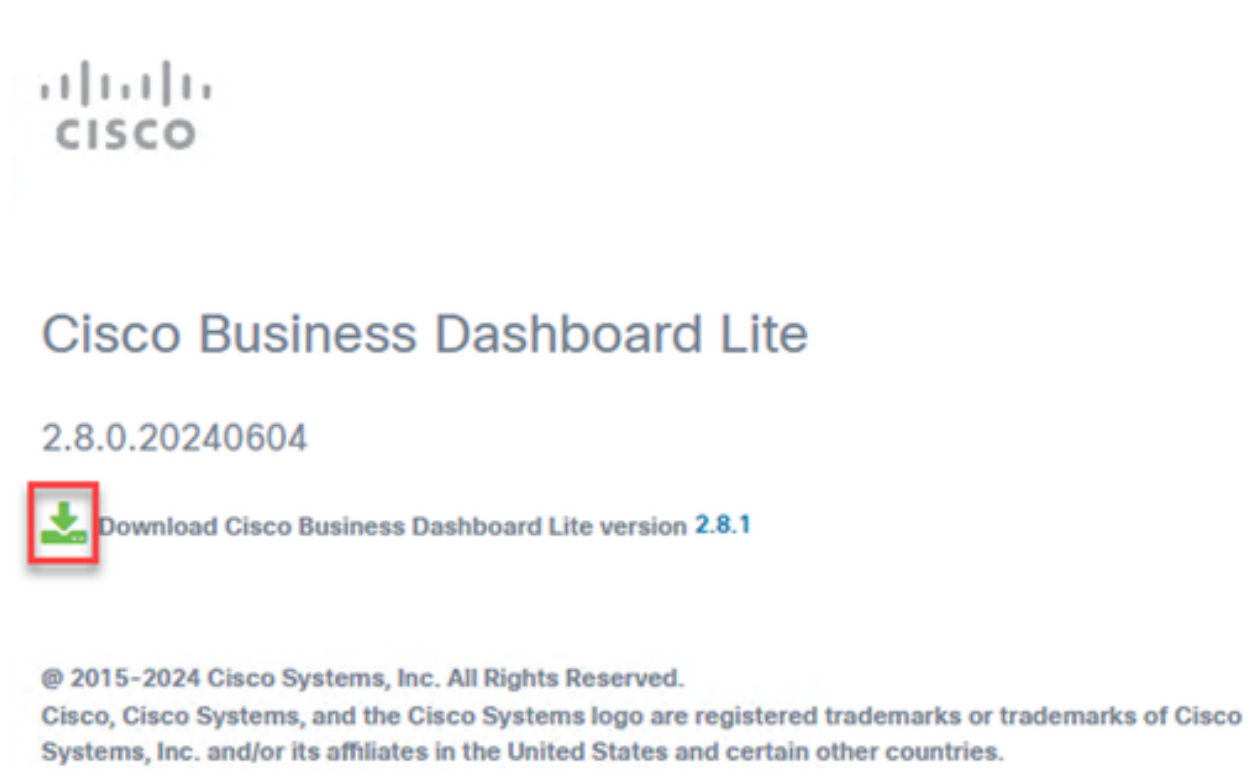 CISCO
Cisco Business Dashboard Lite
2.8.0.20240604
Download Cisco Business Dashboard Lite version 2.8.1
@ 2015-2024 Cisco Systems, Inc. All Rights Reserved.
Cisco, Cisco Systems, and the Cisco Systems logo are registered trademarks or trademarks of Cisco
Systems, Inc. and/or its affiliates in the United States and certain other countries.